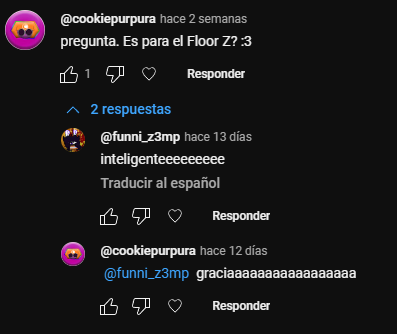 @cookiepurpura hace 2 semanas
pregunta. Es para el Floor Z? :3
1 Responder
2 respuestas
@funni_z3mp hace 13 días
inteligenteeeeeeeee
Traducir al español
Responder
@cookiepurpura hace 12 días
@funni_z3mp graciaaaaaaaaaaaaaaaaaa
Responder